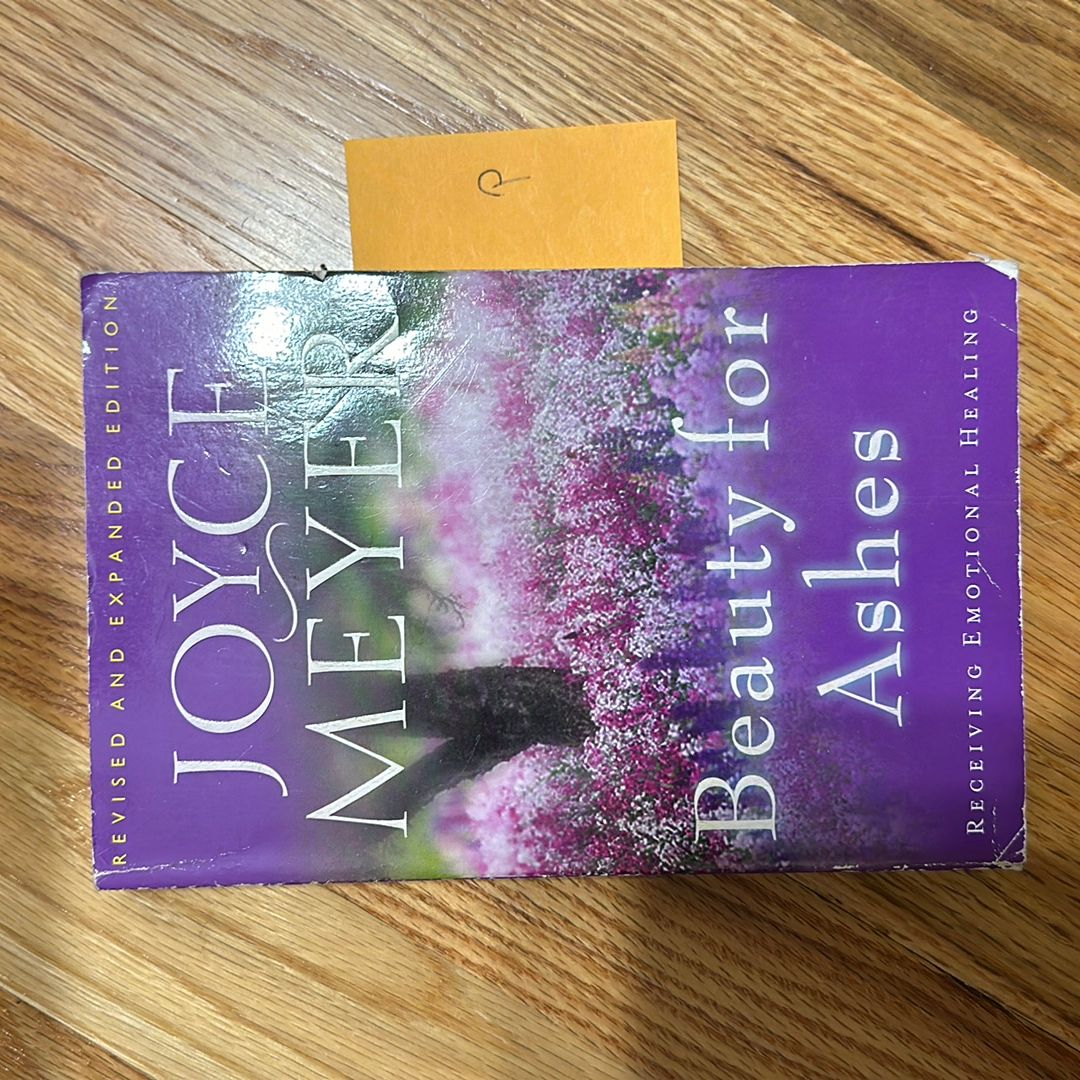 REVISED AND EXPANDED EDITION
JOYCE
MEYER
Beauty for
Ashes
RECEIVING EMOTIONAL HEALING